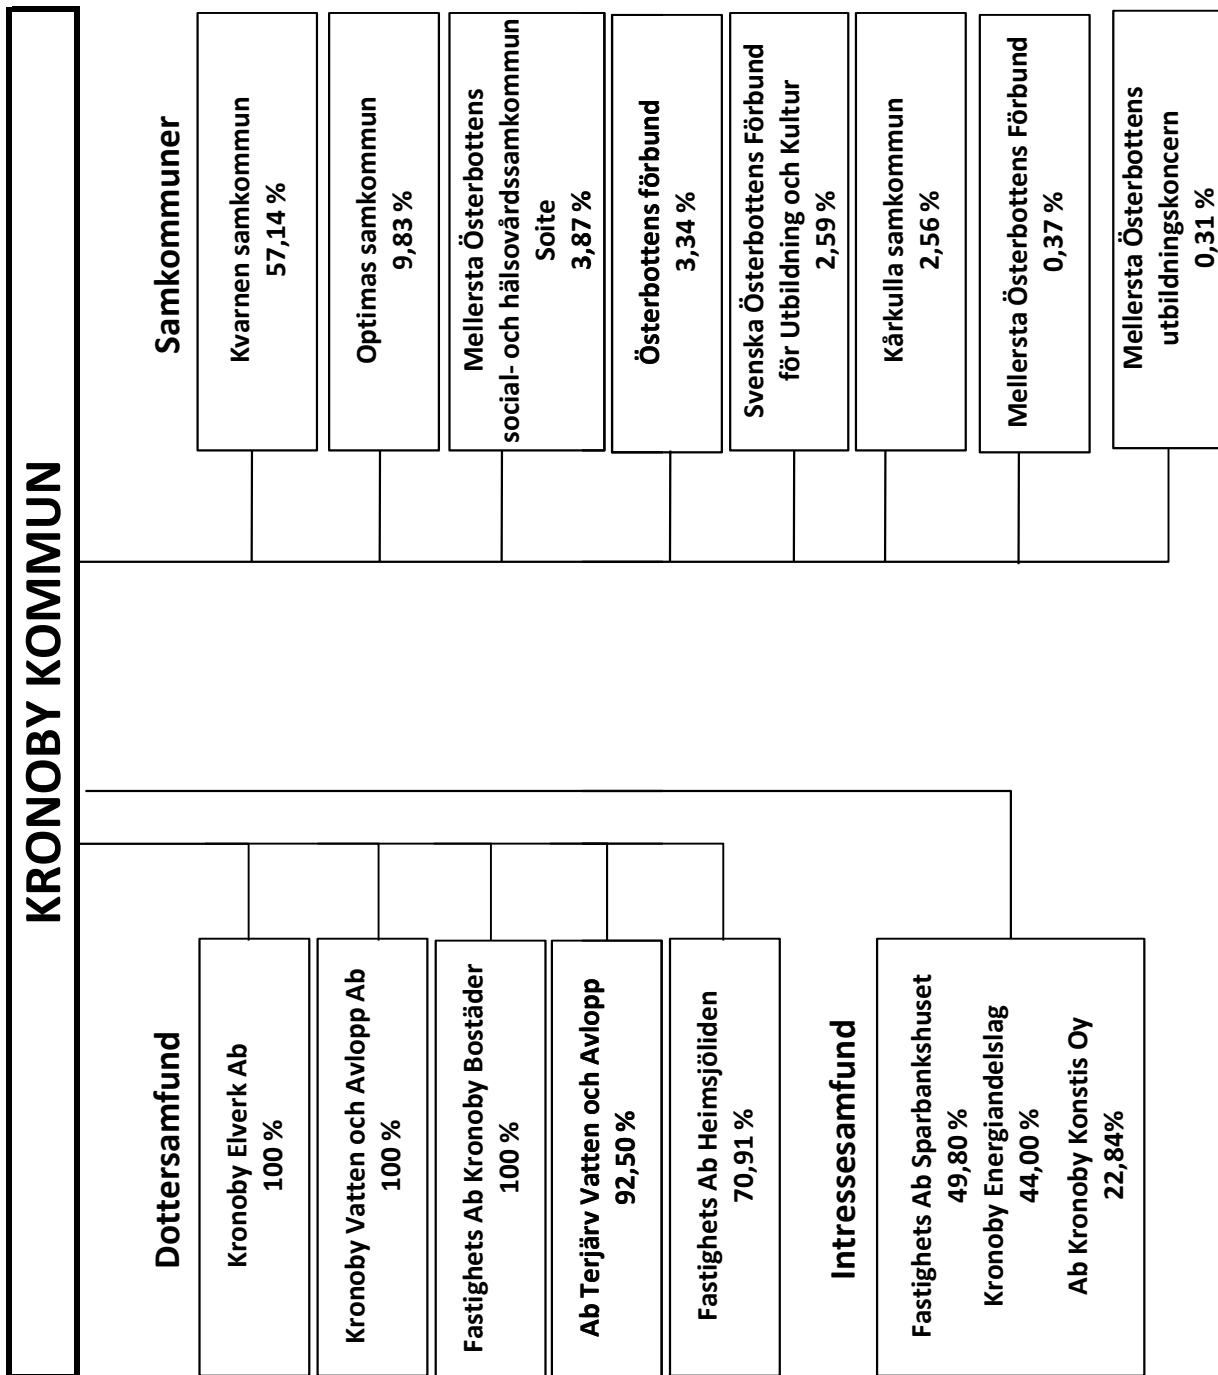 KRONOBY KOMMUN
Dottersamfund
Kronoby Elverk Ab
100 %
Kronoby Vatten och Avlopp Ab
100 %
Fastighets Ab Kronoby Bostäder
100 %
Ab Terjärv Vatten och Avlopp
92,50 %
Fastighets Ab Heimsjöliden
70,91 %
Intressesamfund
Fastighets Ab Sparbankshuset
49,80 %
Kronoby Energiandelslag
44,00 %
Ab Kronoby Konstis Oy
22,84%
Samkommuner
Kvarnen samkommun
57,14 %
Optimas samkommun
9,83 %
Mellersta Österbottens
social- och hälsovårdssamkommun
Soite
3,87 %
Österbottens förbund
3,34 %
Svenska Österbottens Förbund
för Utbildning och Kultur
2,59 %
Kårkulla samkommun
2,56 %
Mellersta Österbottens Förbund
0,37 %
Mellersta Österbottens
utbildningskoncern
0,31 %